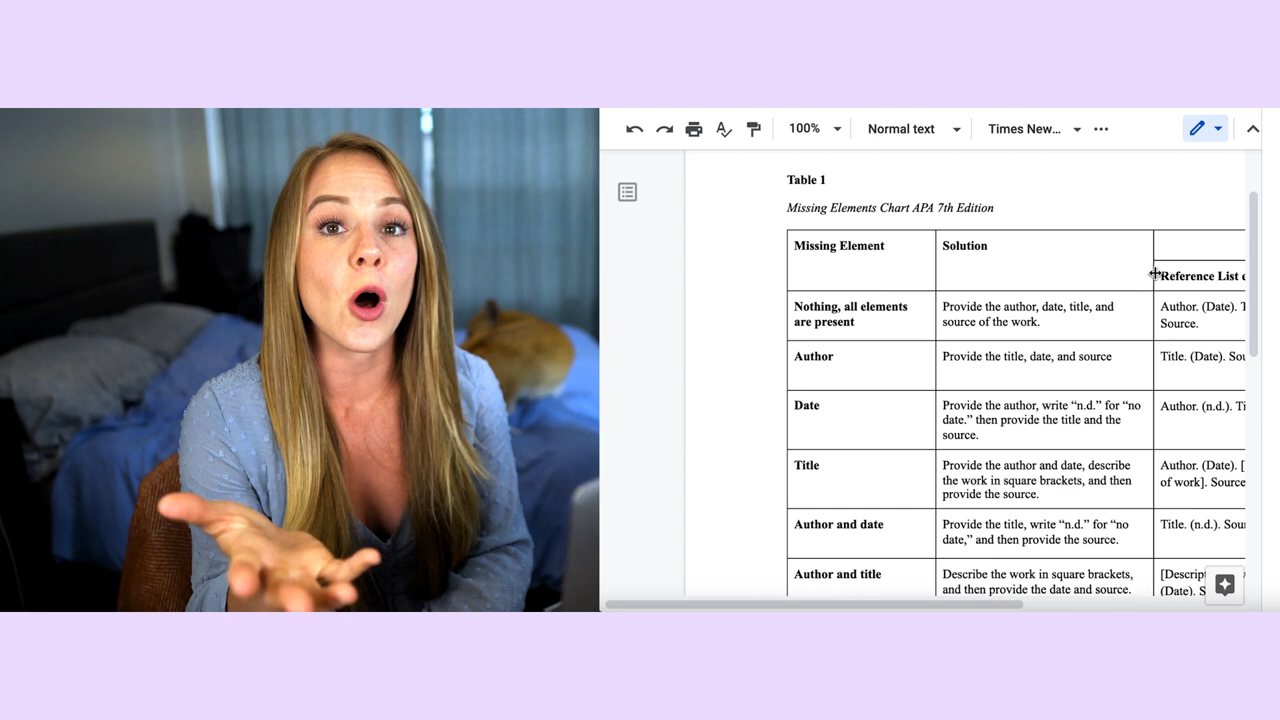 100% Normal text Times New...
Table 1
Missing Elements Chart APA 7th Edition
Missing Element Solution
Reference List e
Nothing, all elements are present Provide the author, date, title, and source of the work. Author. (Date). T Source.
Author Provide the title, date, and source Title. (Date). Sou
Date Provide the author, write “n.d.” for “no date.” then provide the title and the source. Author. (n.d.). Ti
Title Provide the author and date, describe the work in square brackets, and then provide the source. Author. (Date). [ of work]. Source
Author and date Provide the title, write “n.d.” for “no date,” and then provide the source. Title. (n.d.). Sou
Author and title Describe the work in square brackets, and then provide the date and source. [Descrip (Date). S